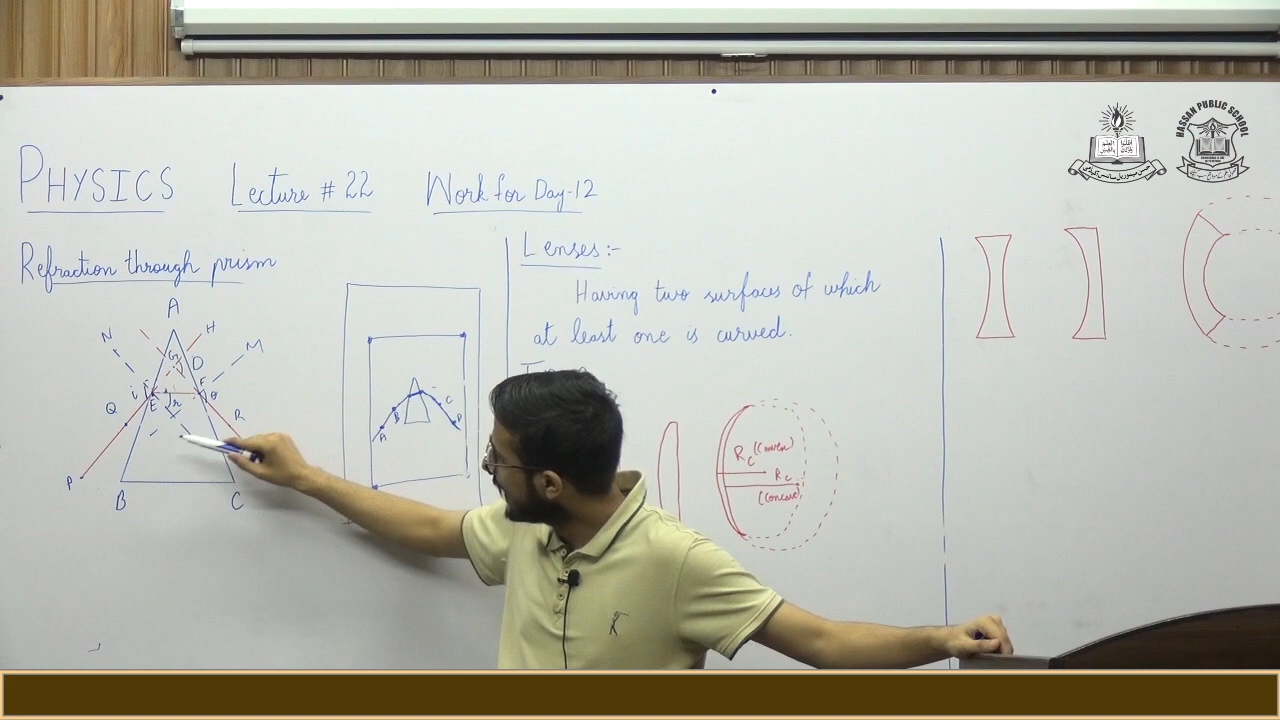 PHYSICS Lecture # 22 Work for Day-12
Refraction through prism
A
N H
M
G D
i E F θ
r
Q R
P
B C
A B C P
Lenses:-
Having two surfaces of which
at least one is curved.
Rc (Convex)
Rc
(Concave)
HASSAN PUBLIC SCHOOL